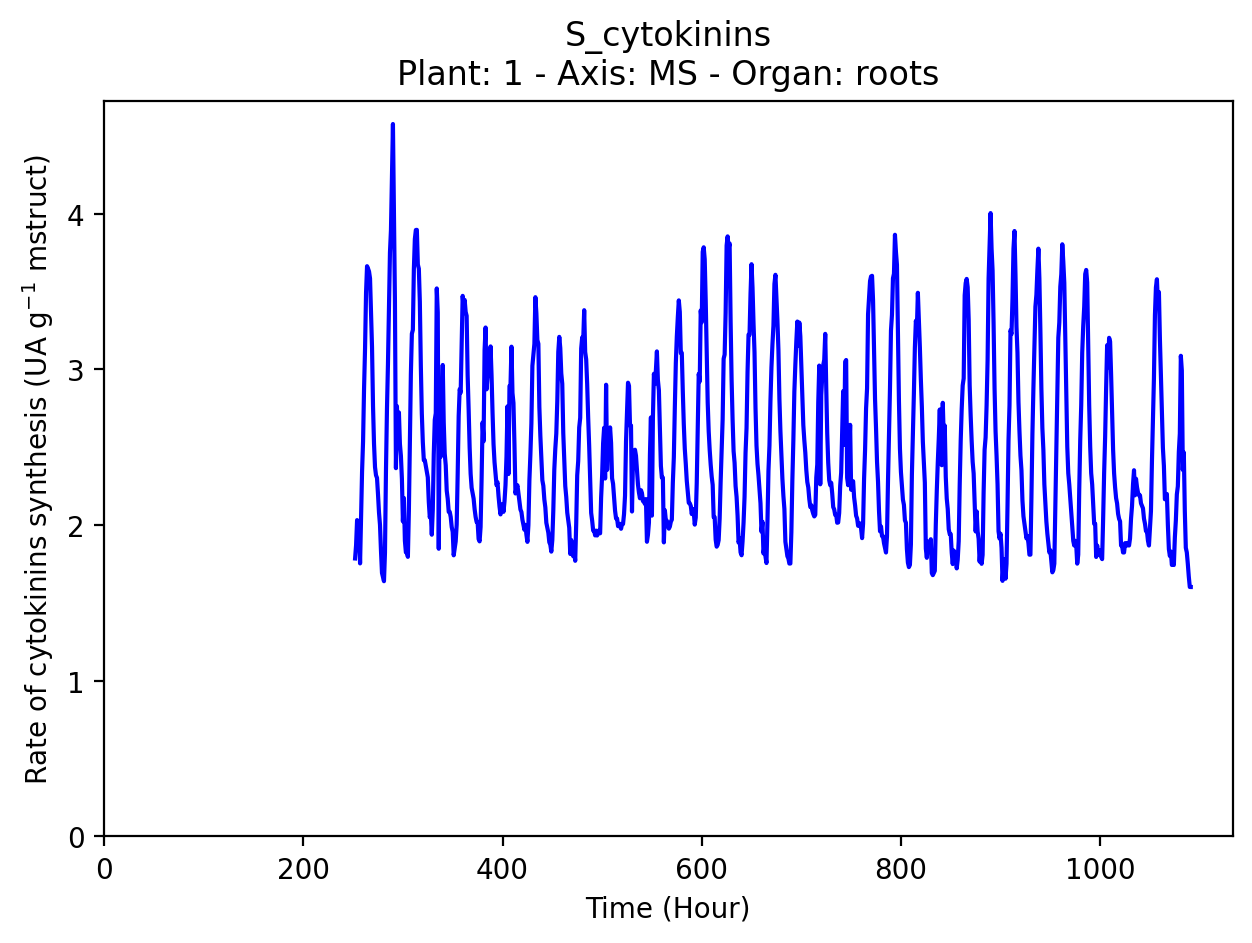 S_cytokinins
Plant: 1 - Axis: MS - Organ: roots
Rate of cytokinins synthesis (UA g⁻¹ mstruct)
4
3
2
1
0
0 200 400 600 800 1000
Time (Hour)